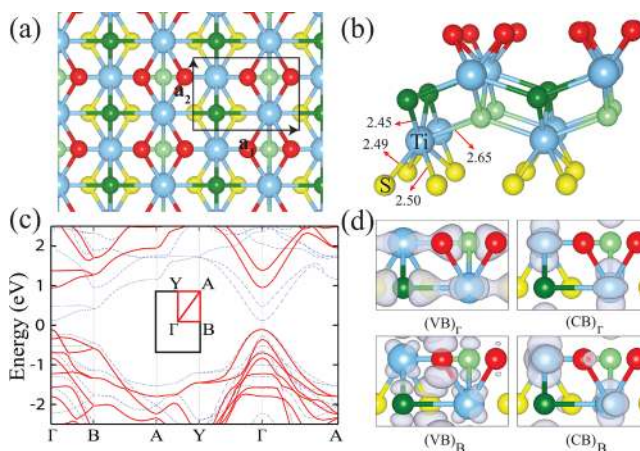 (a)
a₂
a₁
(b)
2.45
Ti
2.49
2.65
S
2.50
(c)
Energy (eV)
2
1
0
-1
-2
Y
A
Γ
B
Γ
B
A
Y
Γ
A
(d)
(VB)Γ
(CB)Γ
(VB)B
(CB)B